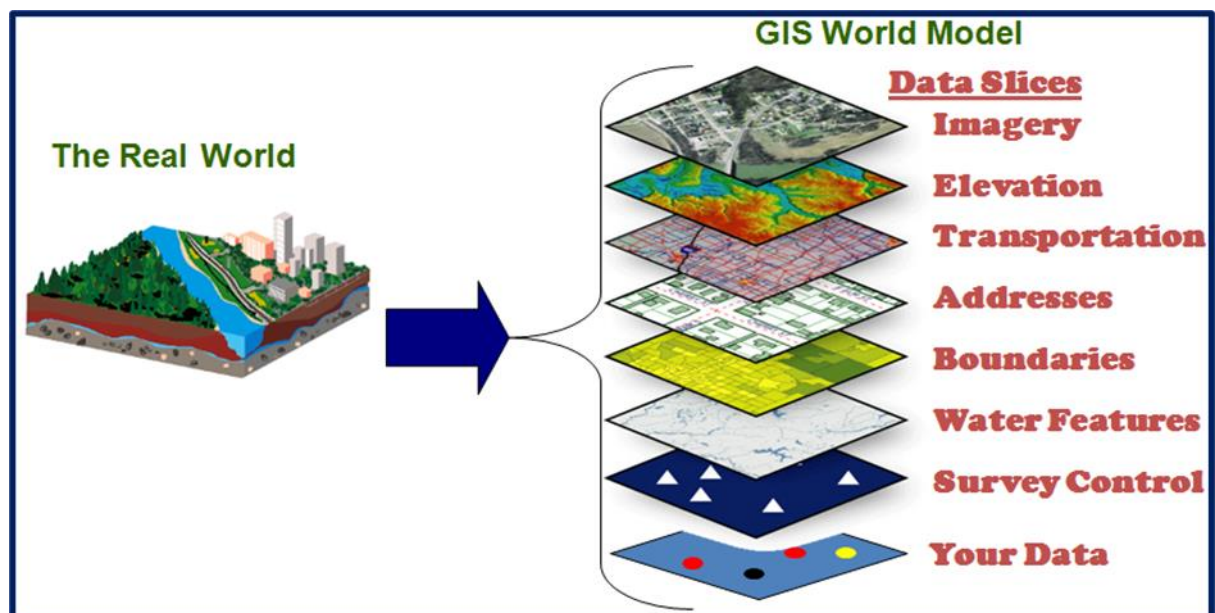 GIS World Model
Data Slices
Imagery
The Real World
Elevation
Transportation
Addresses
Boundaries
Water Features
Survey Control
Your Data